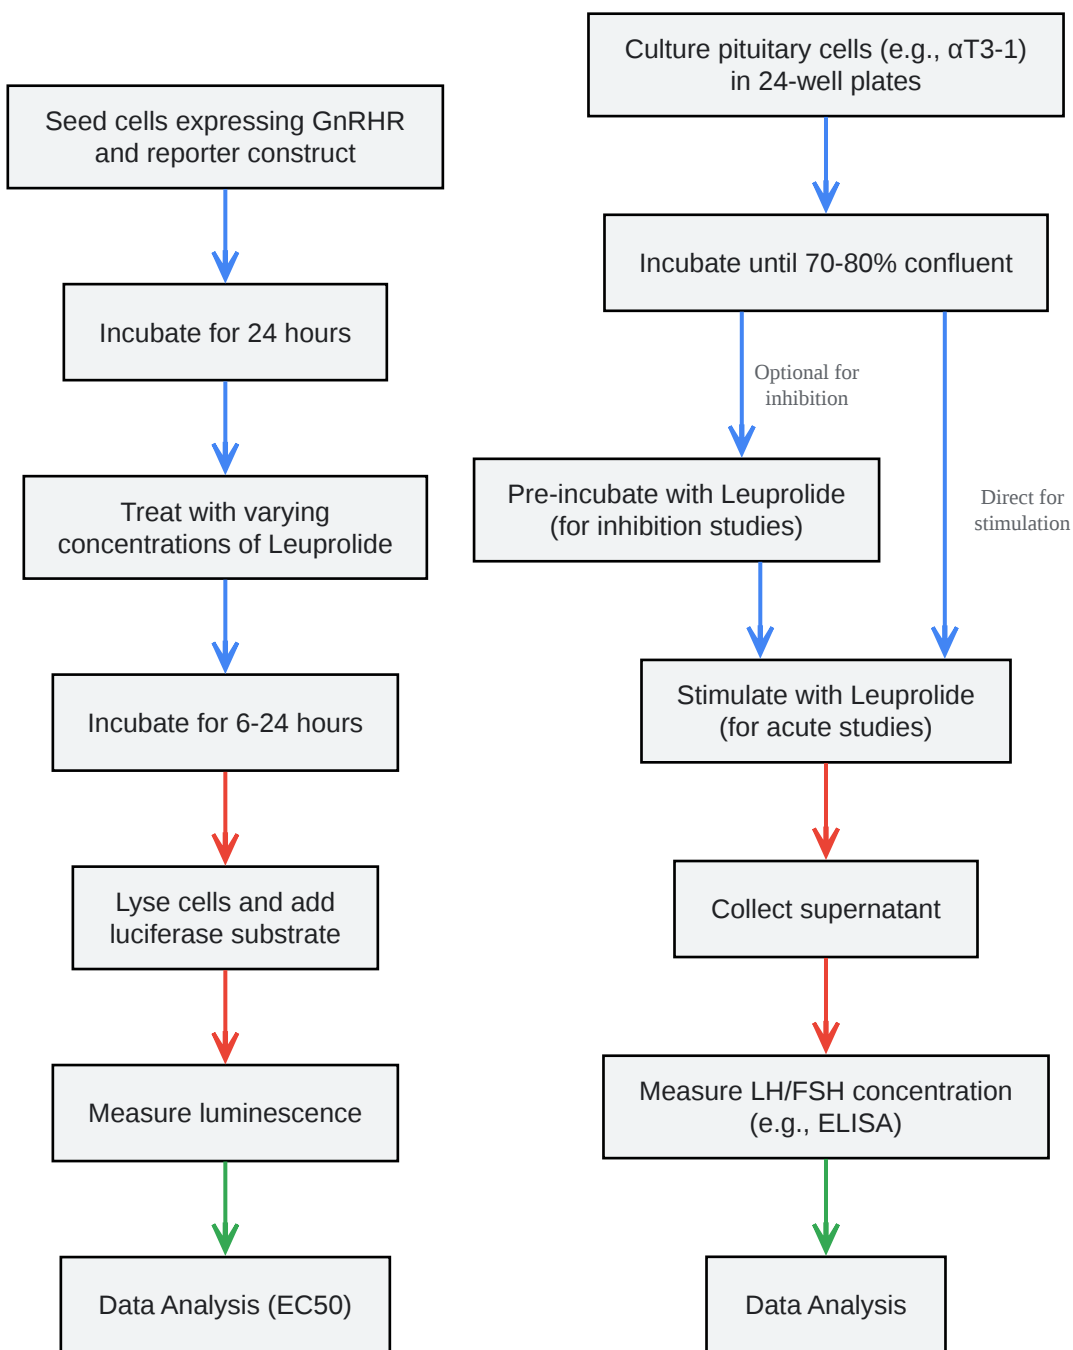 Seed cells expressing GnRHR
and reporter construct
Incubate for 24 hours
Treat with varying
concentrations of Leuprolide
Incubate for 6-24 hours
Lyse cells and add
luciferase substrate
Measure luminescence
Data Analysis (EC50)
Culture pituitary cells (e.g., αT3-1)
in 24-well plates
Incubate until 70-80% confluent
Optional for
inhibition
Pre-incubate with Leuprolide
(for inhibition studies)
Direct for
stimulation
Stimulate with Leuprolide
(for acute studies)
Collect supernatant
Measure LH/FSH concentration
(e.g., ELISA)
Data Analysis